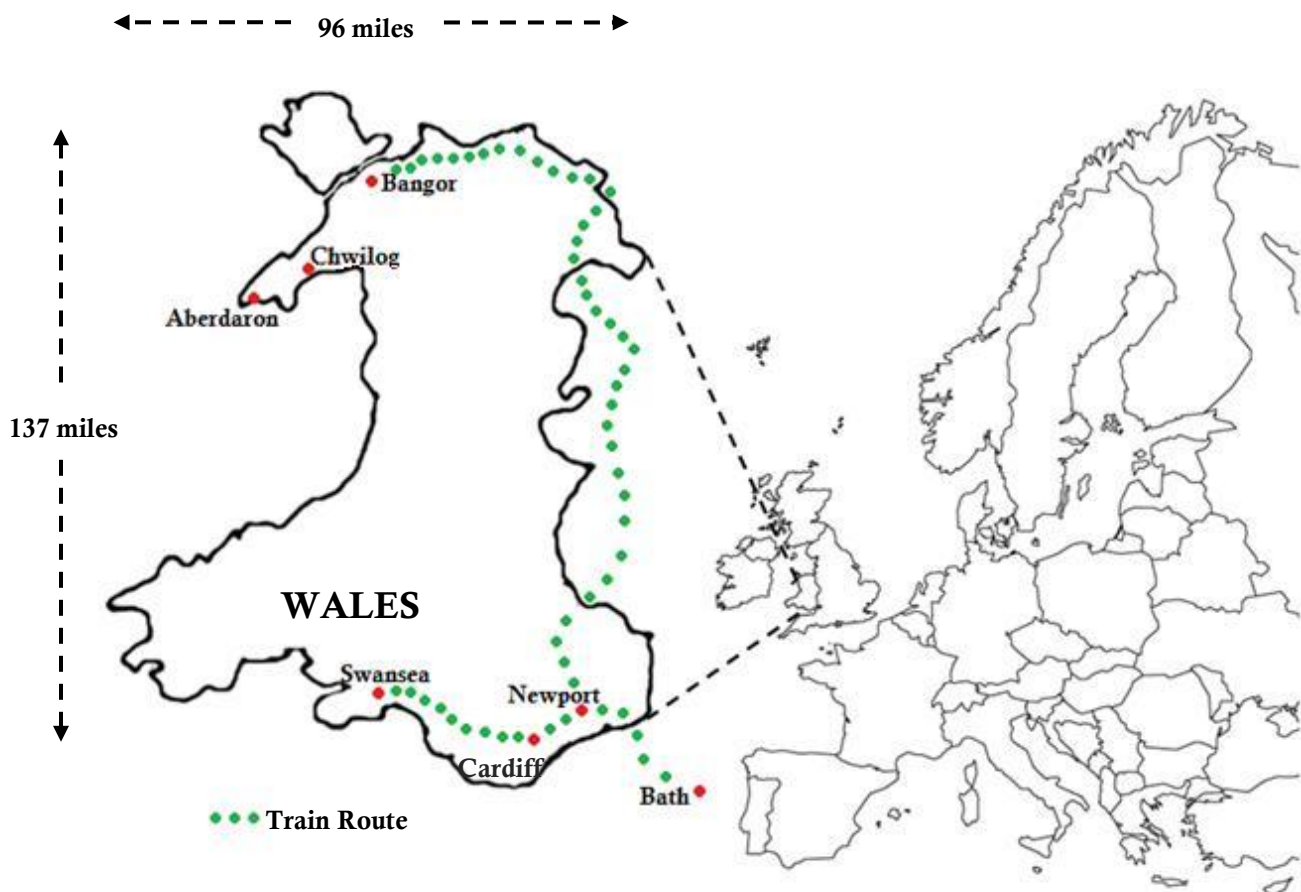 96 miles
Bangor
Chwilog
Aberdaron
137 miles
WALES
Swansea
Newport
Cardiff
Bath
Train Route